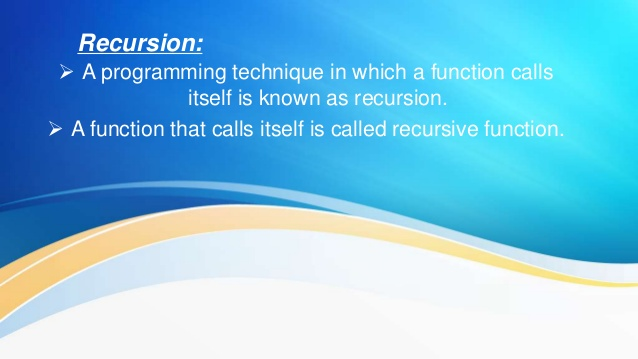 Recursion:
➢ A programming technique in which a function calls
itself is known as recursion.
➢ A function that calls itself is called recursive function.